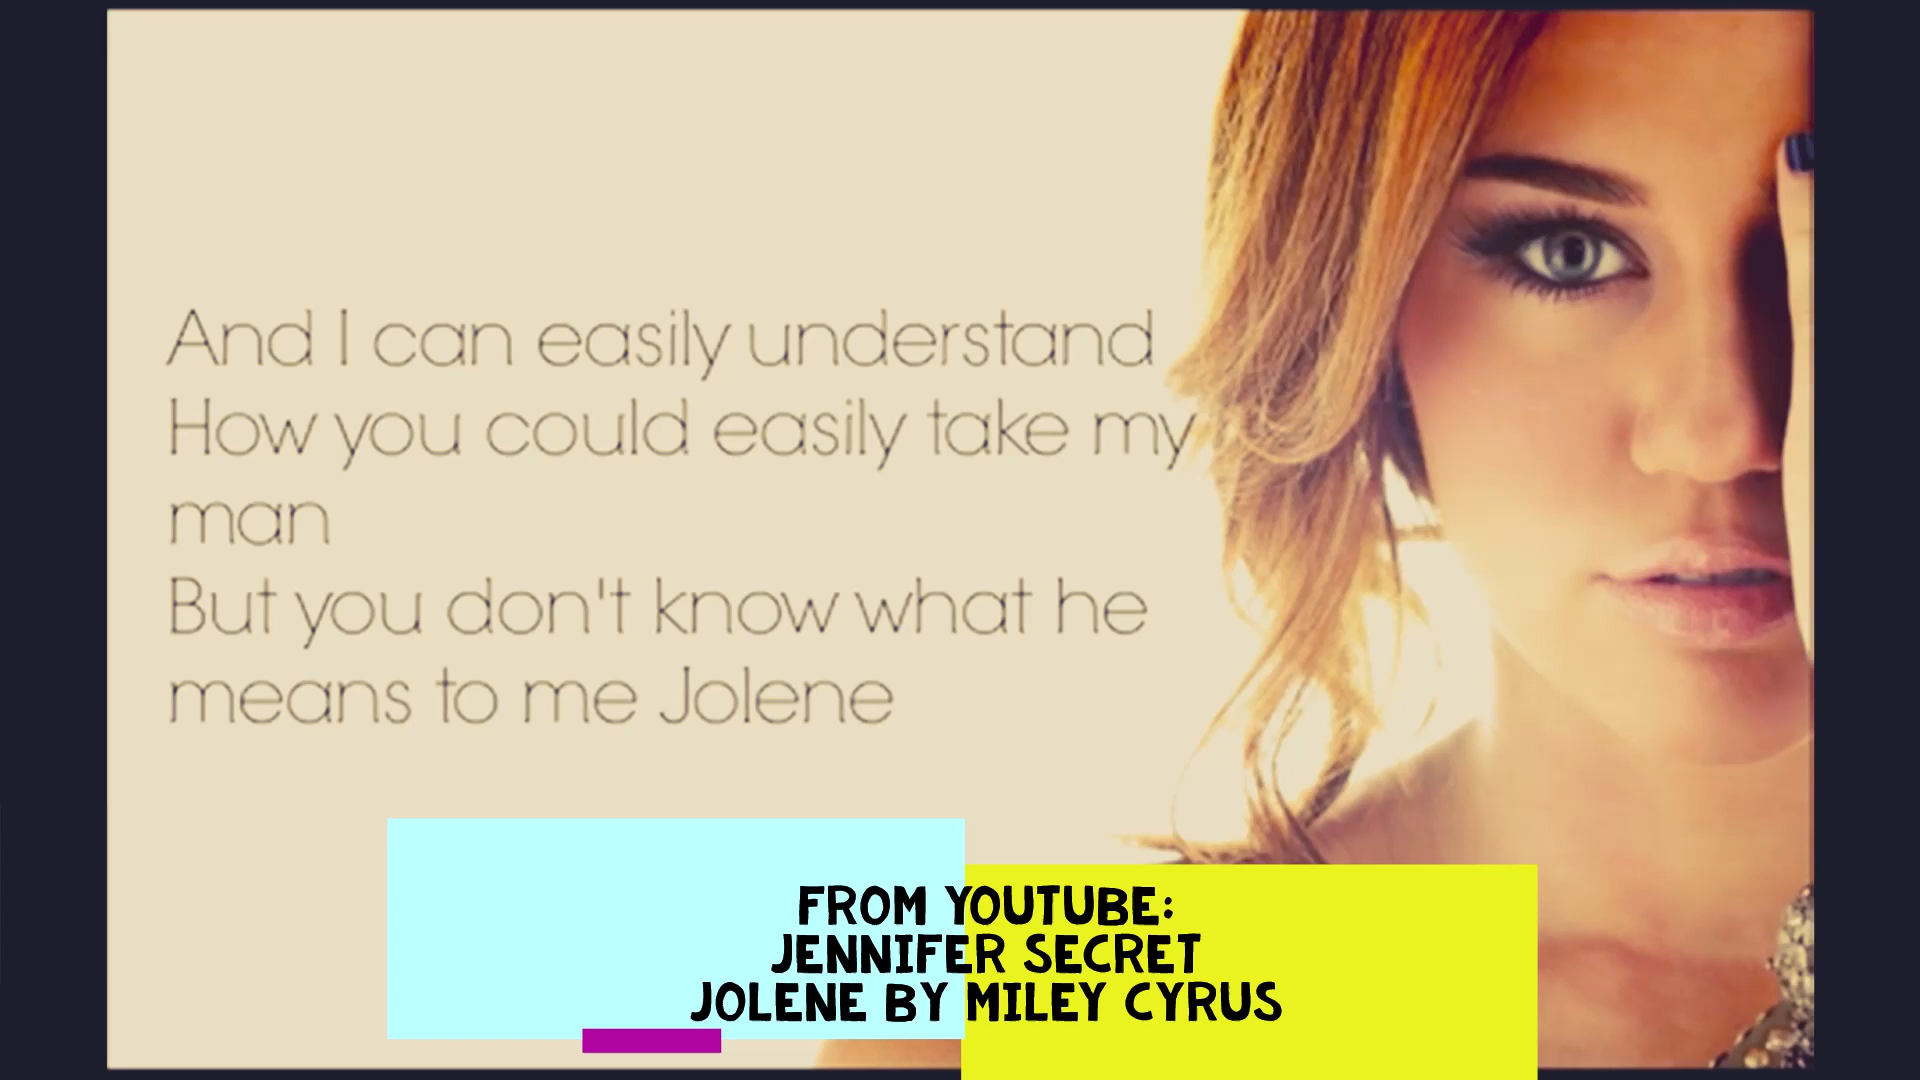 And I can easily understand
How you could easily take my
man
But you don't know what he
means to me Jolene
FROM YOUTUBE:
JENNIFER SECRET
JOLENE BY MILEY CYRUS